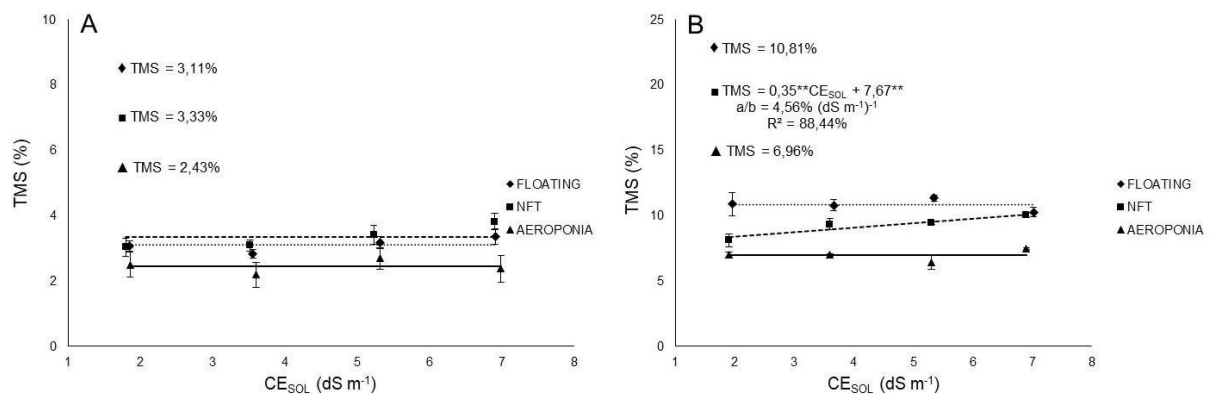 A
10
8
6
4
2
0
TMS (%)
TMS = 3,11%
TMS = 3,33%
TMS = 2,43%
FLOATING
NFT
AEROPONIA
1 2 3 4 5 6 7 8
CE_SOL (dS m⁻¹)
B
25
20
15
10
5
0
TMS (%)
TMS = 10,81%
TMS = 0,35**CE_SOL + 7,67**
a/b = 4,56% (dS m⁻¹)⁻¹
R² = 88,44%
TMS = 6,96%
FLOATING
NFT
AEROPONIA
1 2 3 4 5 6 7 8
CE_SOL (dS m⁻¹)